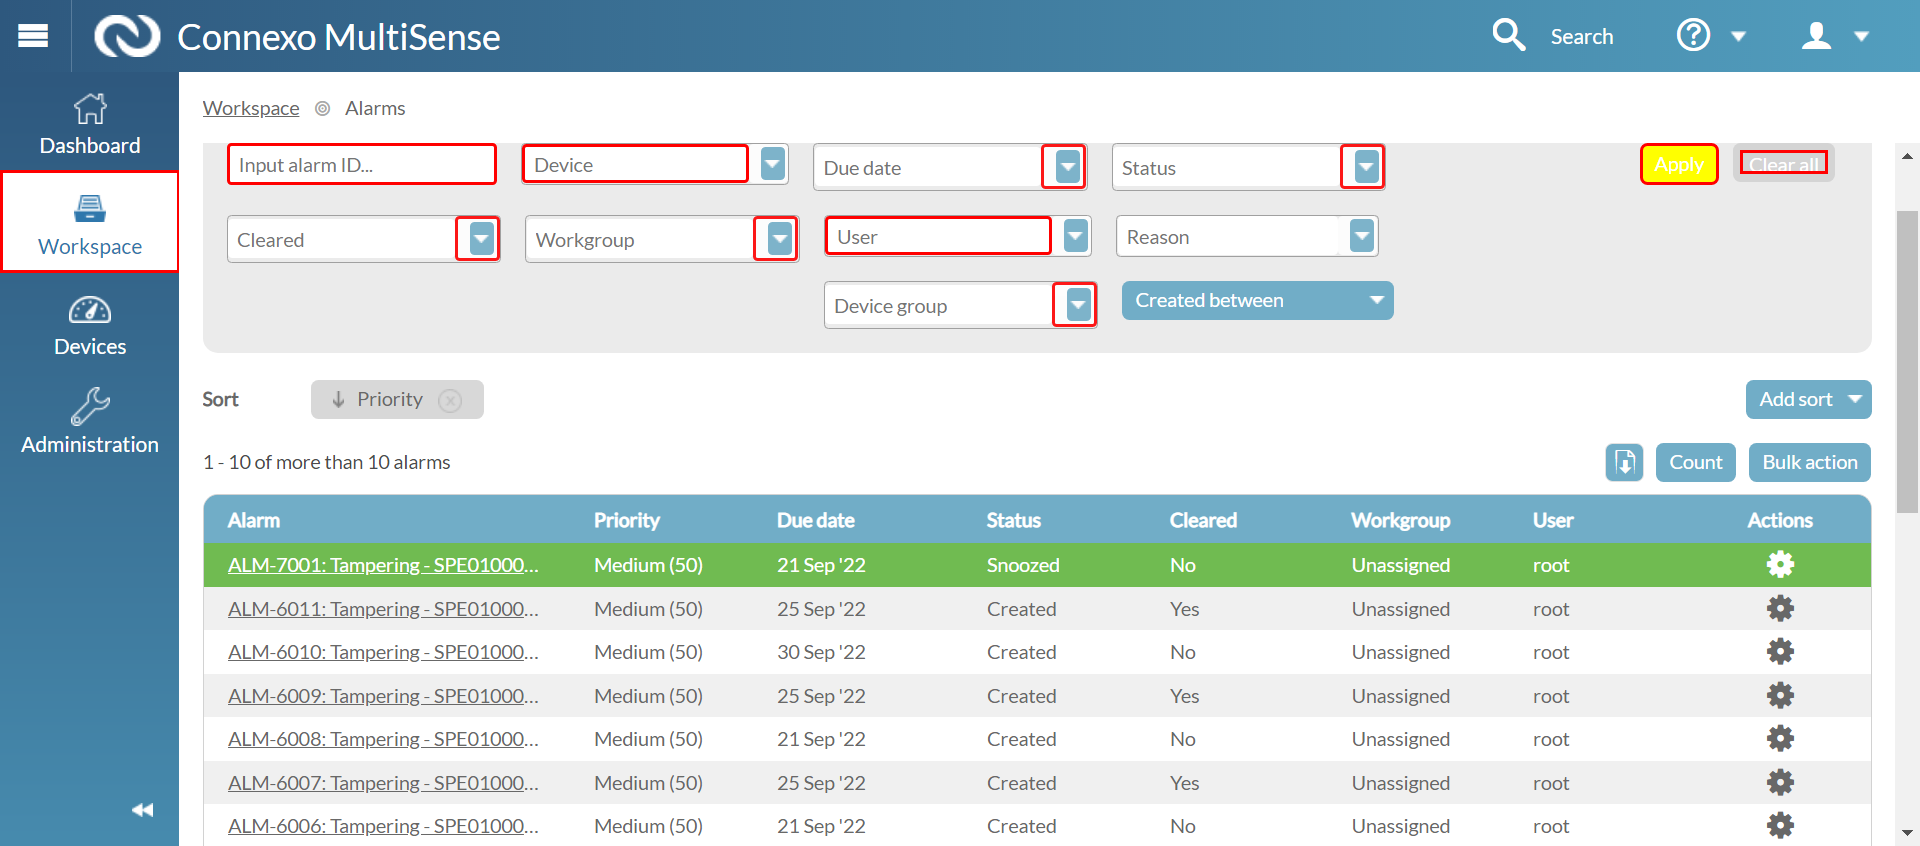 Connexo MultiSense
Search
Dashboard
Workspace
Devices
Administration
Workspace Alarms
Input alarm ID... Device Due date Status Apply Clear all
Cleared Workgroup User Reason
Device group Created between
Sort Priority Add sort
1 - 10 of more than 10 alarms Count Bulk action
Alarm Priority Due date Status Cleared Workgroup User Actions
ALM-7001: Tampering - SPE01000... Medium (50) 21 Sep '22 Snoozed No Unassigned root
ALM-6011: Tampering - SPE01000... Medium (50) 25 Sep '22 Created Yes Unassigned root
ALM-6010: Tampering - SPE01000... Medium (50) 30 Sep '22 Created No Unassigned root
ALM-6009: Tampering - SPE01000... Medium (50) 25 Sep '22 Created Yes Unassigned root
ALM-6008: Tampering - SPE01000... Medium (50) 21 Sep '22 Created No Unassigned root
ALM-6007: Tampering - SPE01000... Medium (50) 25 Sep '22 Created Yes Unassigned root
ALM-6006: Tampering - SPE01000... Medium (50) 21 Sep '22 Created No Unassigned root